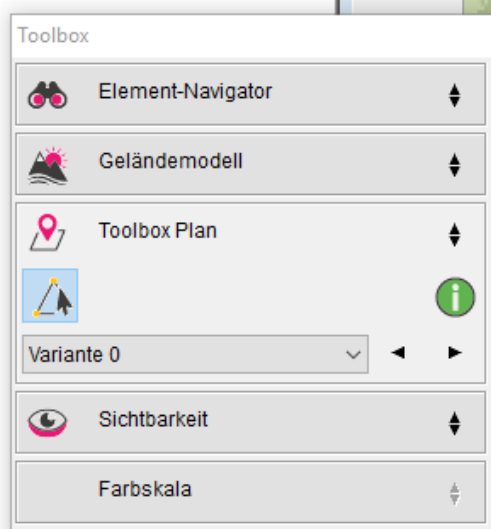 Toolbox
Element-Navigator
Geländemodell
Toolbox Plan
Variante 0
Sichtbarkeit
Farbskala